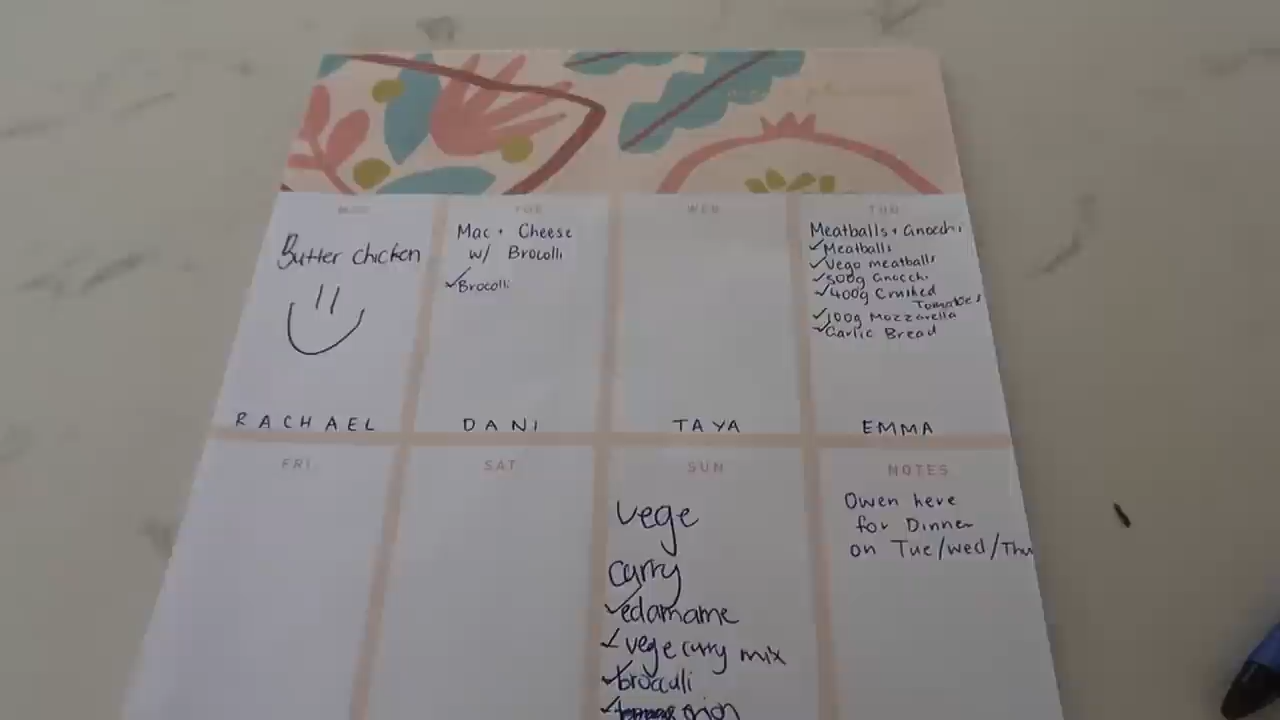 MON
Butter chicken
RACHAEL
TUE
Mac + Cheese
w/ Brocolli
✓Brocolli
DANI
WED
TAYA
THU
Meatballs + Gnocchi
✓Meatballs
✓Vego meatballs
✓500g Gnocchi
✓400g Crushed
Tomatoes
✓100g Mozzarella
✓Garlic Bread
EMMA
FRI
SAT
SUN
vege
curry
✓edamame
✓vege curry mix
✓brocculi
✓onion
NOTES
Owen here
for Dinner
on Tue/Wed/Thu